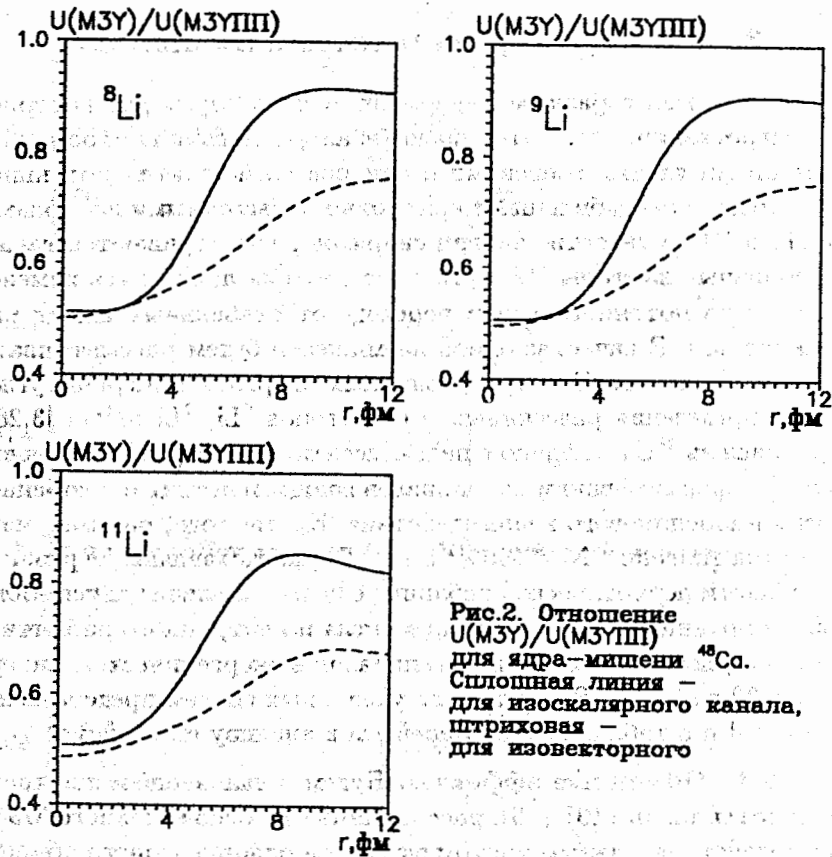 U(M3Y)/U(M3YПП)
1.0
0.8
0.6
0.4
⁸Li
0 4 8 12
r,фм
U(M3Y)/U(M3YПП)
1.0
0.8
0.6
0.4
⁹Li
0 4 8 12
r,фм
U(M3Y)/U(M3YПП)
1.0
0.8
0.6
0.4
¹¹Li
0 4 8 12
r,фм
Рис.2. Отношение
U(M3Y)/U(M3YПП)
для ядра-мишени ⁴⁸Ca.
Сплошная линия –
для изоскалярного канала,
штриховая –
для изовекторного